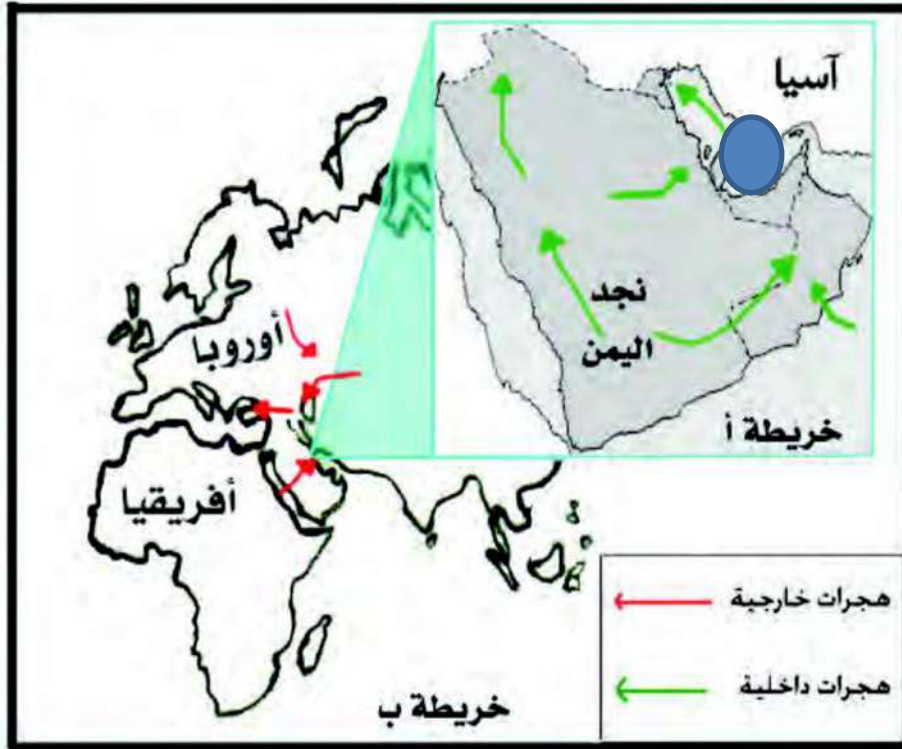 آسيا
نجد
اليمن
خريطة أ
أوروبا
أفريقيا
خريطة ب
هجرات خارجية
هجرات داخلية